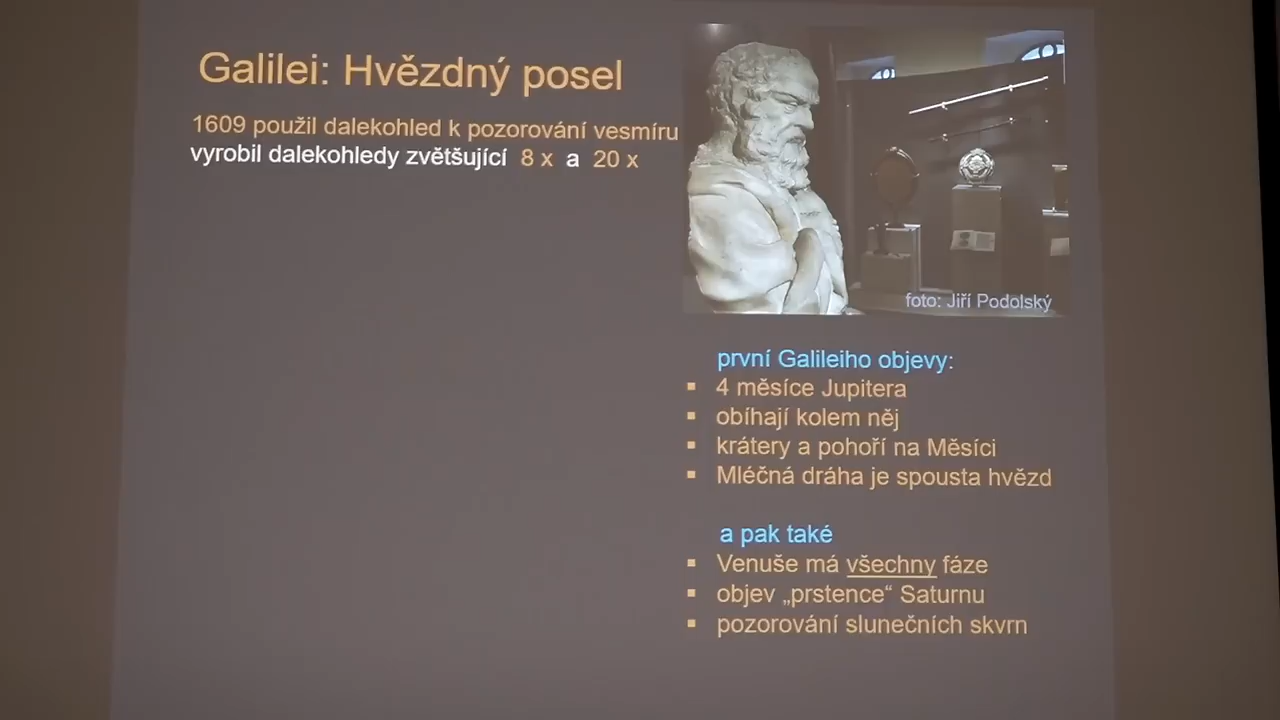 Galilei: Hvězdný posel
1609 použil dalekohled k pozorování vesmíru
vyrobil dalekohledy zvětšující 8 x a 20 x
foto: Jiří Podolský
první Galileiho objevy:
▪ 4 měsíce Jupitera
▪ obíhají kolem něj
▪ krátery a pohoří na Měsíci
▪ Mléčná dráha je spousta hvězd
a pak také
▪ Venuše má všechny fáze
▪ objev „prstence“ Saturnu
▪ pozorování slunečních skvrn